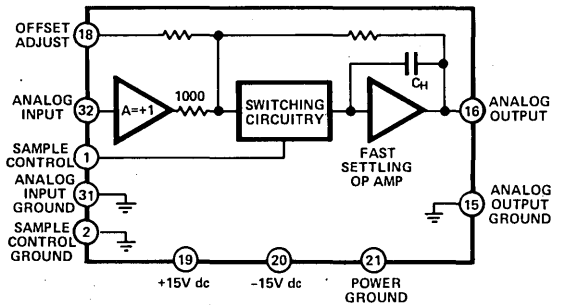 OFFSET
ADJUST
18
ANALOG
INPUT
32
A=+1
1000
SWITCHING
CIRCUITRY
CH
16
ANALOG
OUTPUT
SAMPLE
CONTROL
1
FAST
SETTLING
OP AMP
ANALOG
INPUT
GROUND
31
15
ANALOG
OUTPUT
GROUND
SAMPLE
CONTROL
GROUND
2
19
+15V dc
20
-15V dc
21
POWER
GROUND